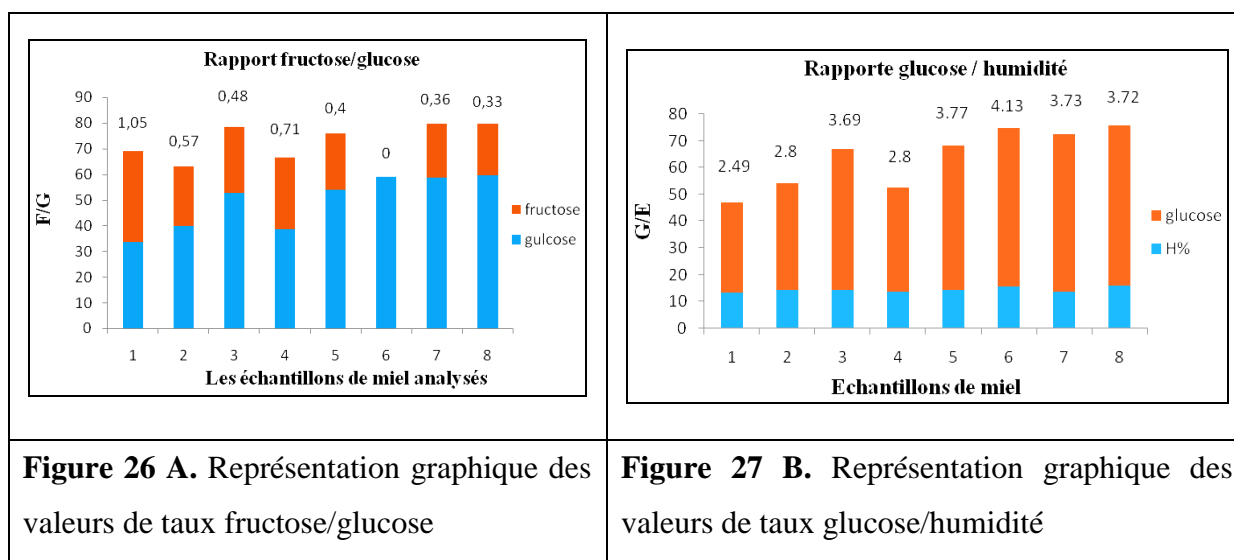 Rapport fructose/glucose
90
80
70
60
50
40
30
20
10
0
F/G
1,05
0,57
0,48
0,71
0,4
0
0,36
0,33
fructose
gulcose
1 2 3 4 5 6 7 8
Les échantillons de miel analysés
Rapporte glucose / humidité
80
70
60
50
40
30
20
10
0
G/E
2.49
2.8
3.69
2.8
3.77
4.13
3.73
3.72
glucose
H%
1 2 3 4 5 6 7 8
Echantillons de miel
Figure 26 A. Représentation graphique des
valeurs de taux fructose/glucose
Figure 27 B. Représentation graphique des
valeurs de taux glucose/humidité